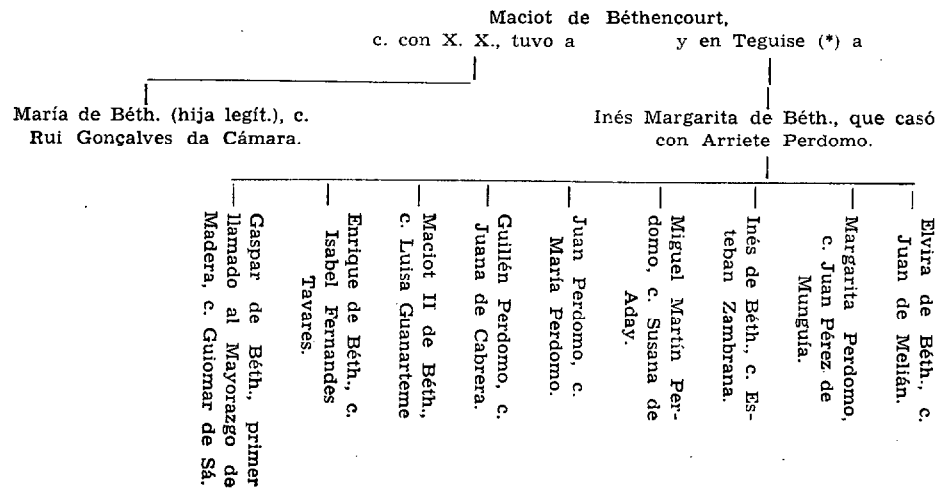 Maciot de Béthencourt,
c. con X. X., tuvo a
y en Teguise (*) a
María de Béth. (hija legít.), c.
Rui Gonçalves da Cámara.
Inés Margarita de Béth., que casó
con Arriete Perdomo.
Gaspar de Béth., primer
llamado al Mayorazgo de
Madera, c. Guiomar de Sá.
Enrique de Béth., c.
Isabel Fernandes
Tavares.
Maciot II de Béth.,
c. Luisa Guanarteme
Guillén Perdomo, c.
Juana de Cabrera.
Juan Perdomo, c.
María Perdomo.
Miguel Martín Per-
domo, c. Susana de
Aday.
Inés de Béth., c. Es-
teban Zambrana.
Margarita Perdomo,
c. Juan Pérez de
Munguía.
Elvira de Béth., c.
Juan de Melián.